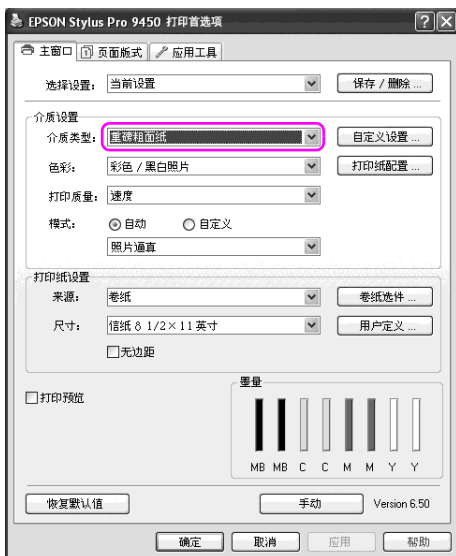 EPSON Stylus Pro 9450 打印首选项
主窗口 页面版式 应用工具
选择设置： 当前设置 保存 / 删除 ...
介质设置
介质类型： 重磅粗面纸 自定义设置 ...
色彩： 彩色 / 黑白照片 打印纸配置 ...
打印质量： 速度
模式： 自动 自定义
照片逼真
打印纸设置
来源： 卷纸 卷纸选件 ...
尺寸： 信纸 8 1/2×11 英寸 用户定义 ...
无边距
打印预览
墨量
MB MB C C M M Y Y
恢复默认值 手动 Version 6.50
确定 取消 应用 帮助